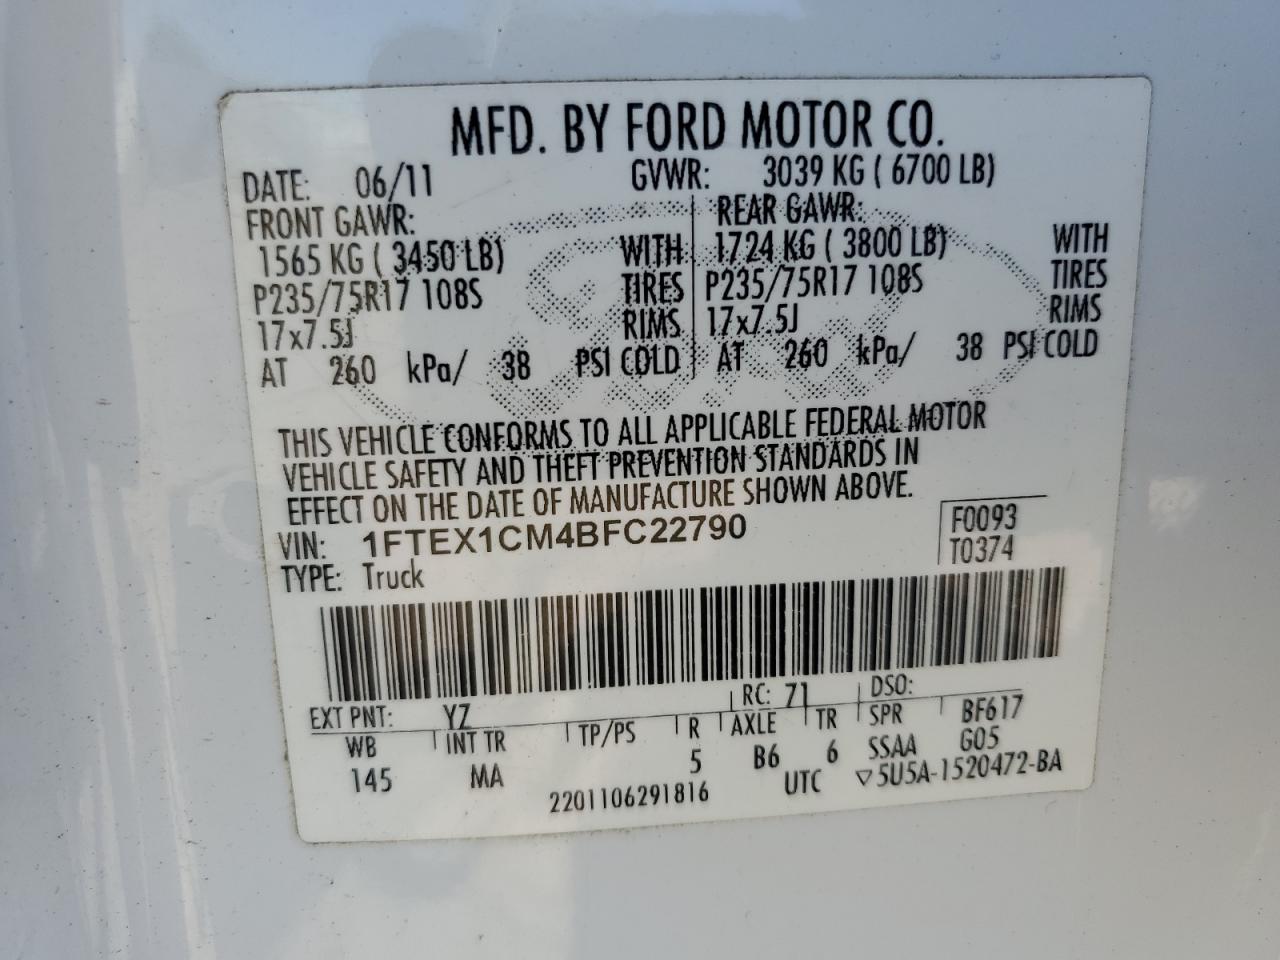 MFD. BY FORD MOTOR CO.
DATE: 06/11 GVWR: 3039 KG ( 6700 LB)
FRONT GAWR: REAR GAWR:
1565 KG ( 3450 LB) WITH 1724 KG ( 3800 LB) WITH
P235/75R17 108S TIRES P235/75R17 108S TIRES
17x7.5J RIMS 17x7.5J RIMS
AT 260 kPa/ 38 PSI COLD AT 260 kPa/ 38 PSI COLD
THIS VEHICLE CONFORMS TO ALL APPLICABLE FEDERAL MOTOR
VEHICLE SAFETY AND THEFT PREVENTION STANDARDS IN
EFFECT ON THE DATE OF MANUFACTURE SHOWN ABOVE.
VIN: 1FTEX1CM4BFC22790 F0093
TYPE: Truck T0374
EXT PNT: YZ RC: 71 DSO:
WB INT TR TP/PS R AXLE TR SPR BF617
145 MA 5 B6 6 SSAA G05
2201106291816 UTC ▽5U5A-1520472-BA